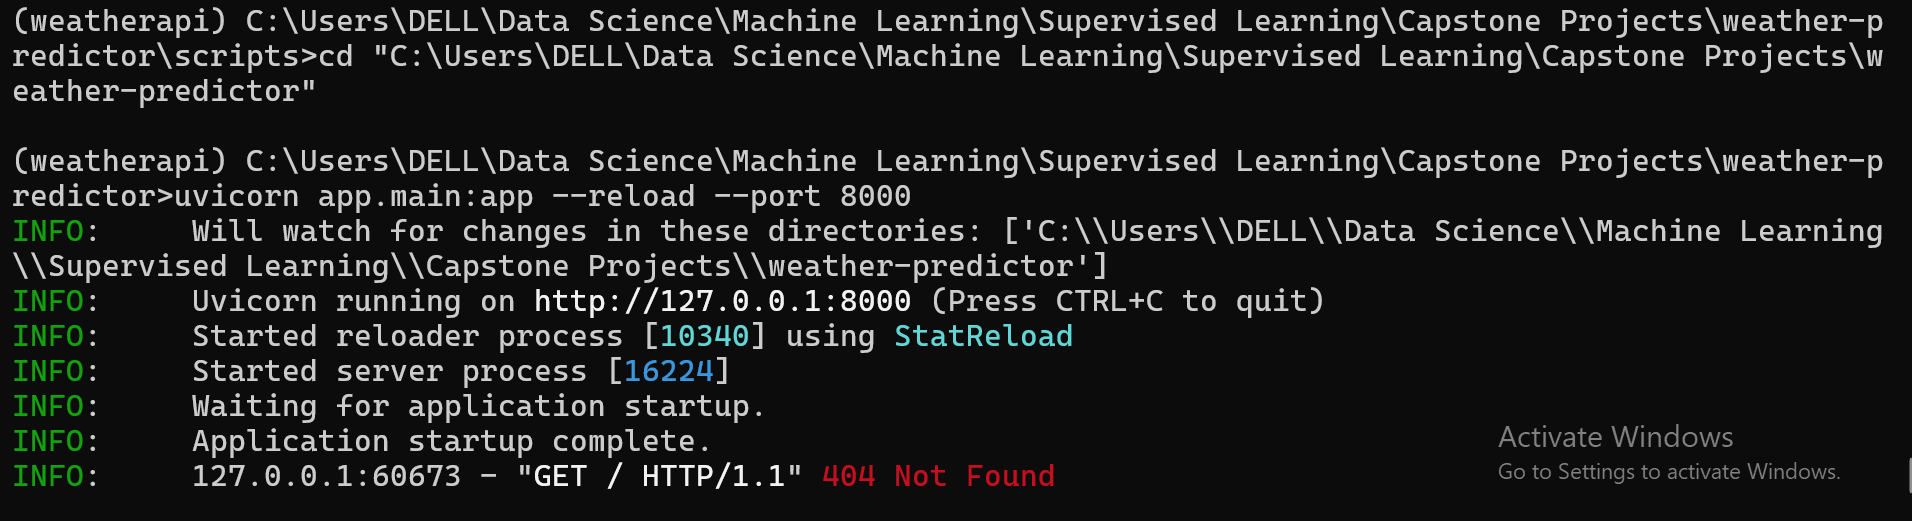 (weatherapi) C:\Users\DELL\Data Science\Machine Learning\Supervised Learning\Capstone Projects\weather-p
redictor\scripts>cd "C:\Users\DELL\Data Science\Machine Learning\Supervised Learning\Capstone Projects\w
eather-predictor"
(weatherapi) C:\Users\DELL\Data Science\Machine Learning\Supervised Learning\Capstone Projects\weather-p
redictor>uvicorn app.main:app --reload --port 8000
INFO:     Will watch for changes in these directories: ['C:\\Users\\DELL\\Data Science\\Machine Learning
\\Supervised Learning\\Capstone Projects\\weather-predictor']
INFO:     Uvicorn running on http://127.0.0.1:8000 (Press CTRL+C to quit)
INFO:     Started reloader process [10340] using StatReload
INFO:     Started server process [16224]
INFO:     Waiting for application startup.
INFO:     Application startup complete.
INFO:     127.0.0.1:60673 - "GET / HTTP/1.1" 404 Not Found
Activate Windows
Go to Settings to activate Windows.